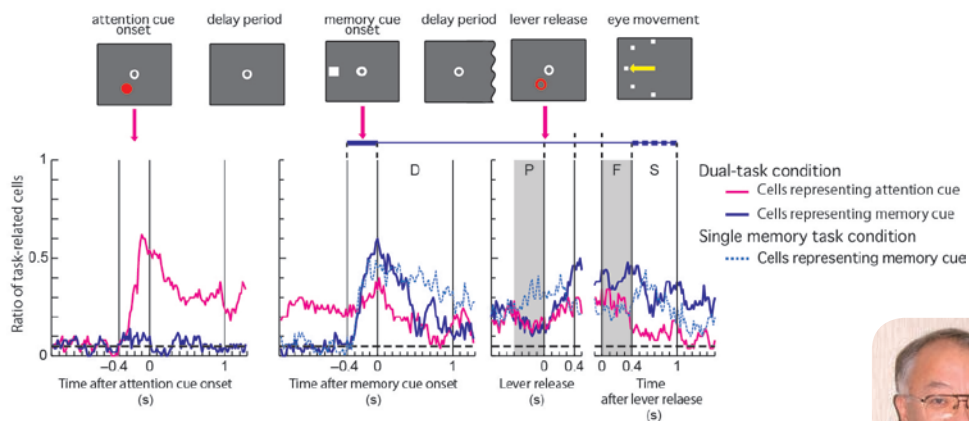 attention cue
onset
delay period
memory cue
onset
delay period
lever release
eye movement
1
0.5
0
Ratio of task-related cells
D
P
F
S
−0.4
0
1
−0.4
0
1
0
0.4
0
0.4
1
Time after attention cue onset
(s)
Time after memory cue onset
(s)
Lever release
(s)
Time
after lever relaese
(s)
Dual-task condition
Cells representing attention cue
Cells representing memory cue
Single memory task condition
Cells representing memory cue